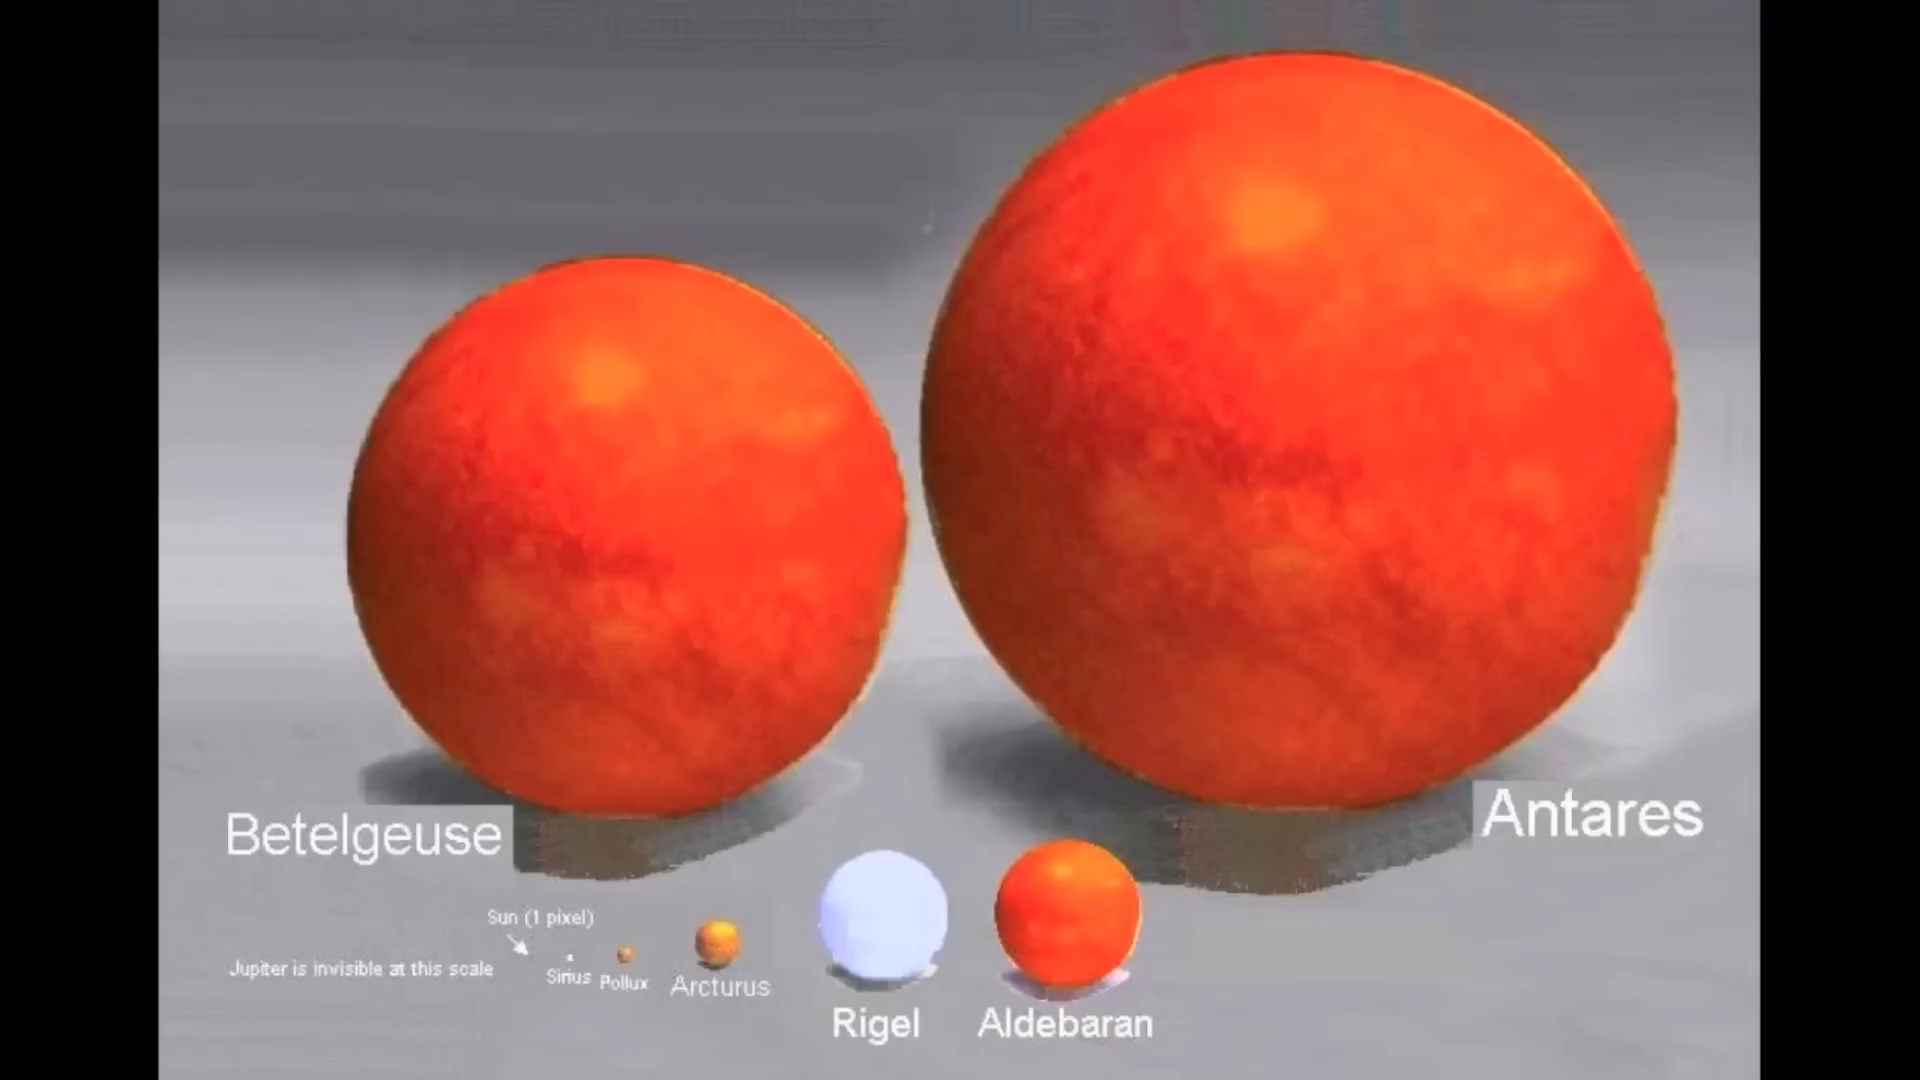 Betelgeuse
Antares
Sun (1 pixel)
Jupiter is invisible at this scale
Sirius
Pollux
Arcturus
Rigel
Aldebaran